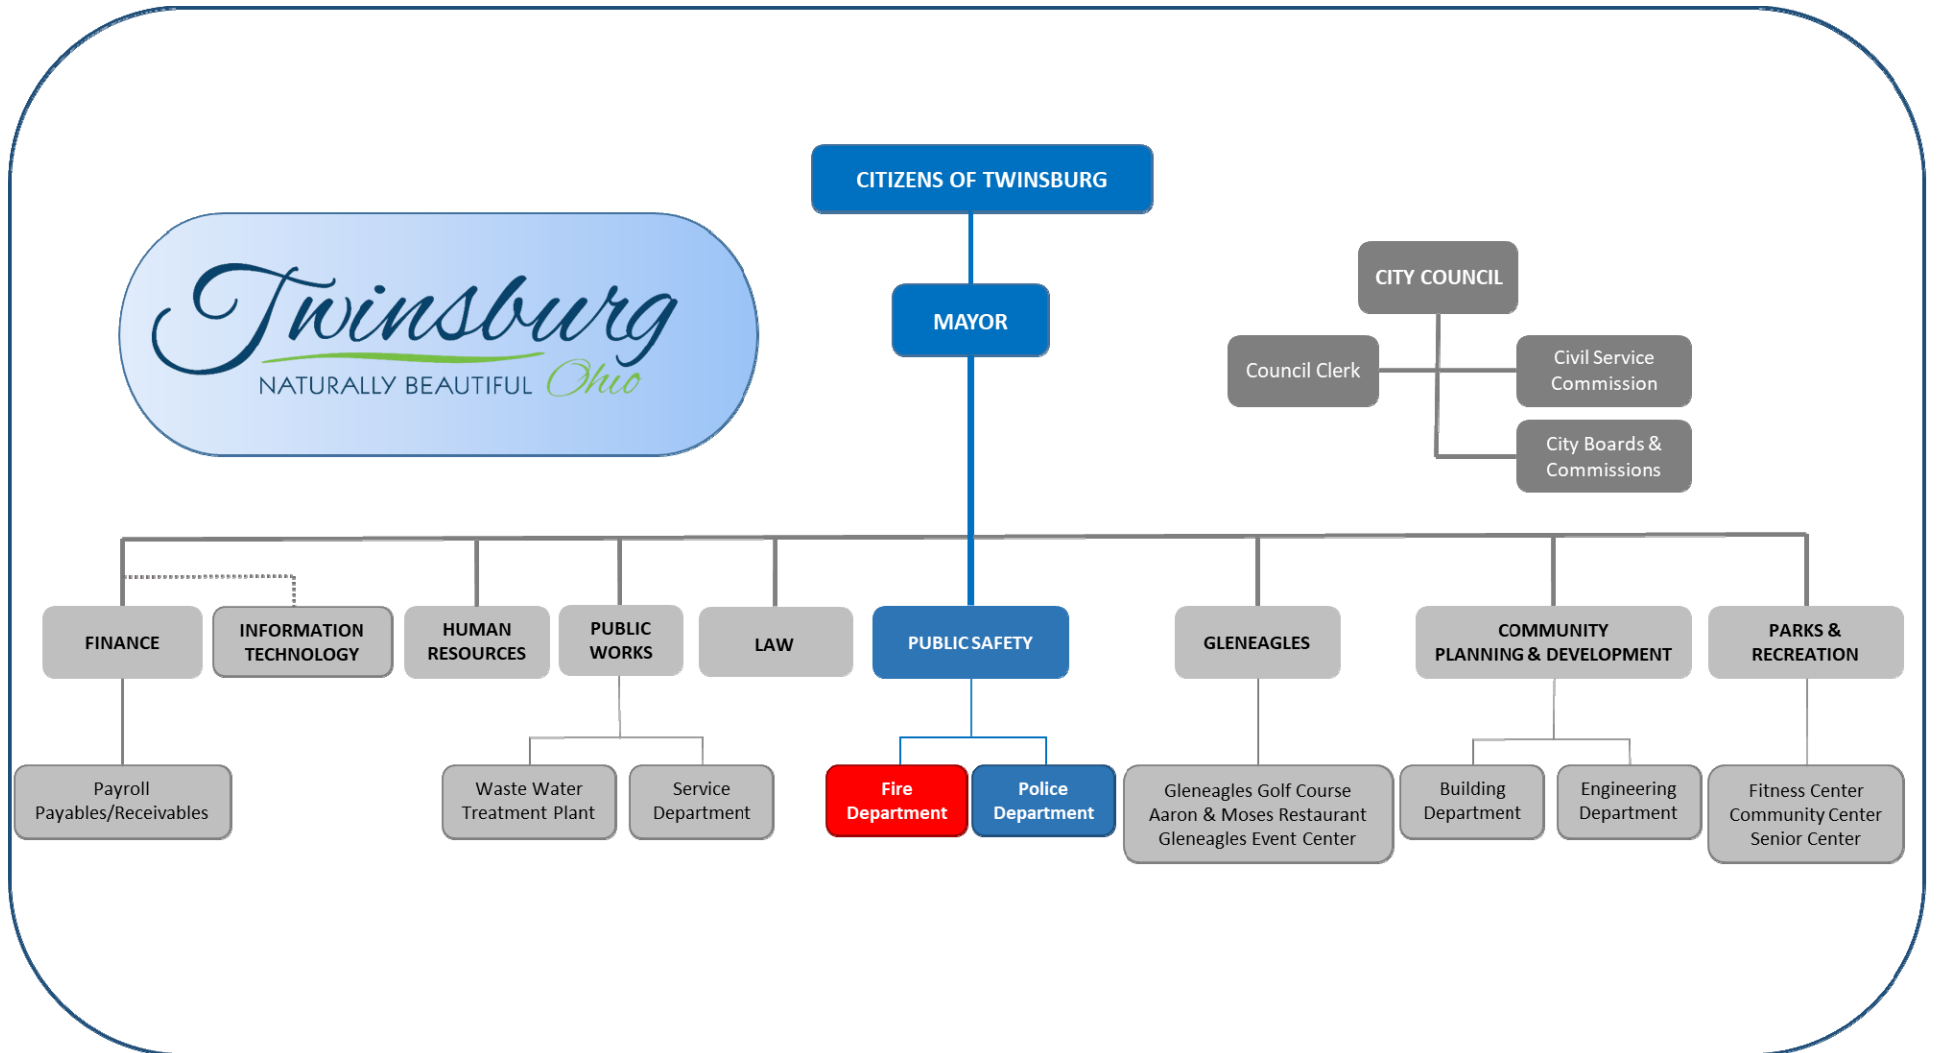 CITIZENS OF TWINSBURG
Twinsburg
NATURALLY BEAUTIFUL Ohio
MAYOR
CITY COUNCIL
Council Clerk
Civil Service
Commission
City Boards &
Commissions
FINANCE
INFORMATION
TECHNOLOGY
HUMAN
RESOURCES
PUBLIC
WORKS
LAW
PUBLIC SAFETY
GLENEAGLES
COMMUNITY
PLANNING & DEVELOPMENT
PARKS &
RECREATION
Payroll
Payables/Receivables
Waste Water
Treatment Plant
Service
Department
Fire
Department
Police
Department
Gleneagles Golf Course
Aaron & Moses Restaurant
Gleneagles Event Center
Building
Department
Engineering
Department
Fitness Center
Community Center
Senior Center